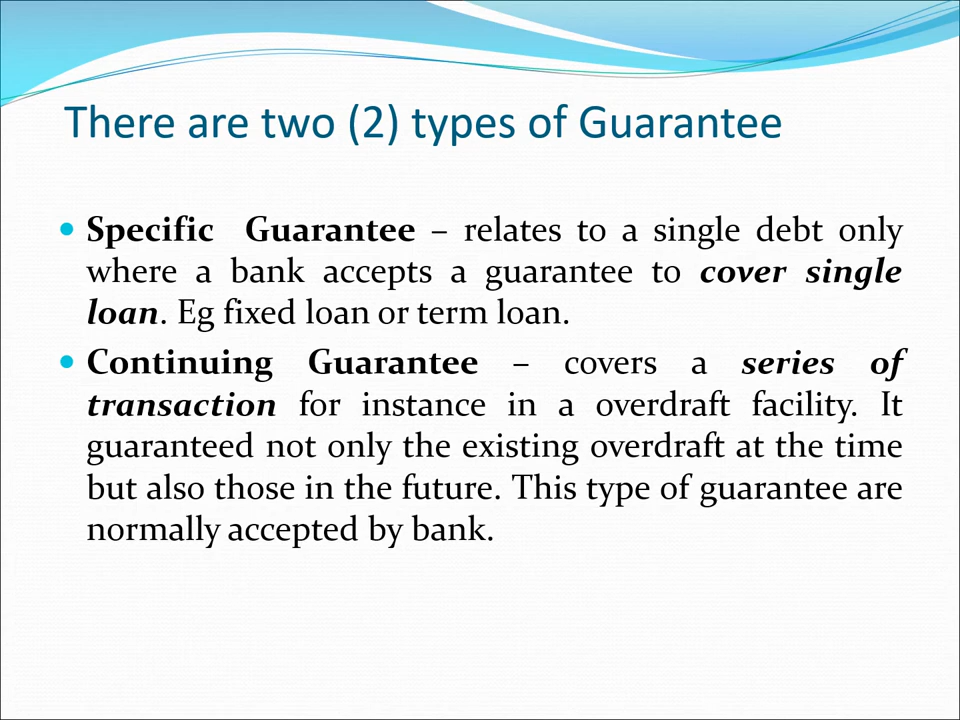 There are two (2) types of Guarantee
Specific Guarantee – relates to a single debt only
where a bank accepts a guarantee to cover single
loan. Eg fixed loan or term loan.
Continuing Guarantee – covers a series of
transaction for instance in a overdraft facility. It
guaranteed not only the existing overdraft at the time
but also those in the future. This type of guarantee are
normally accepted by bank.